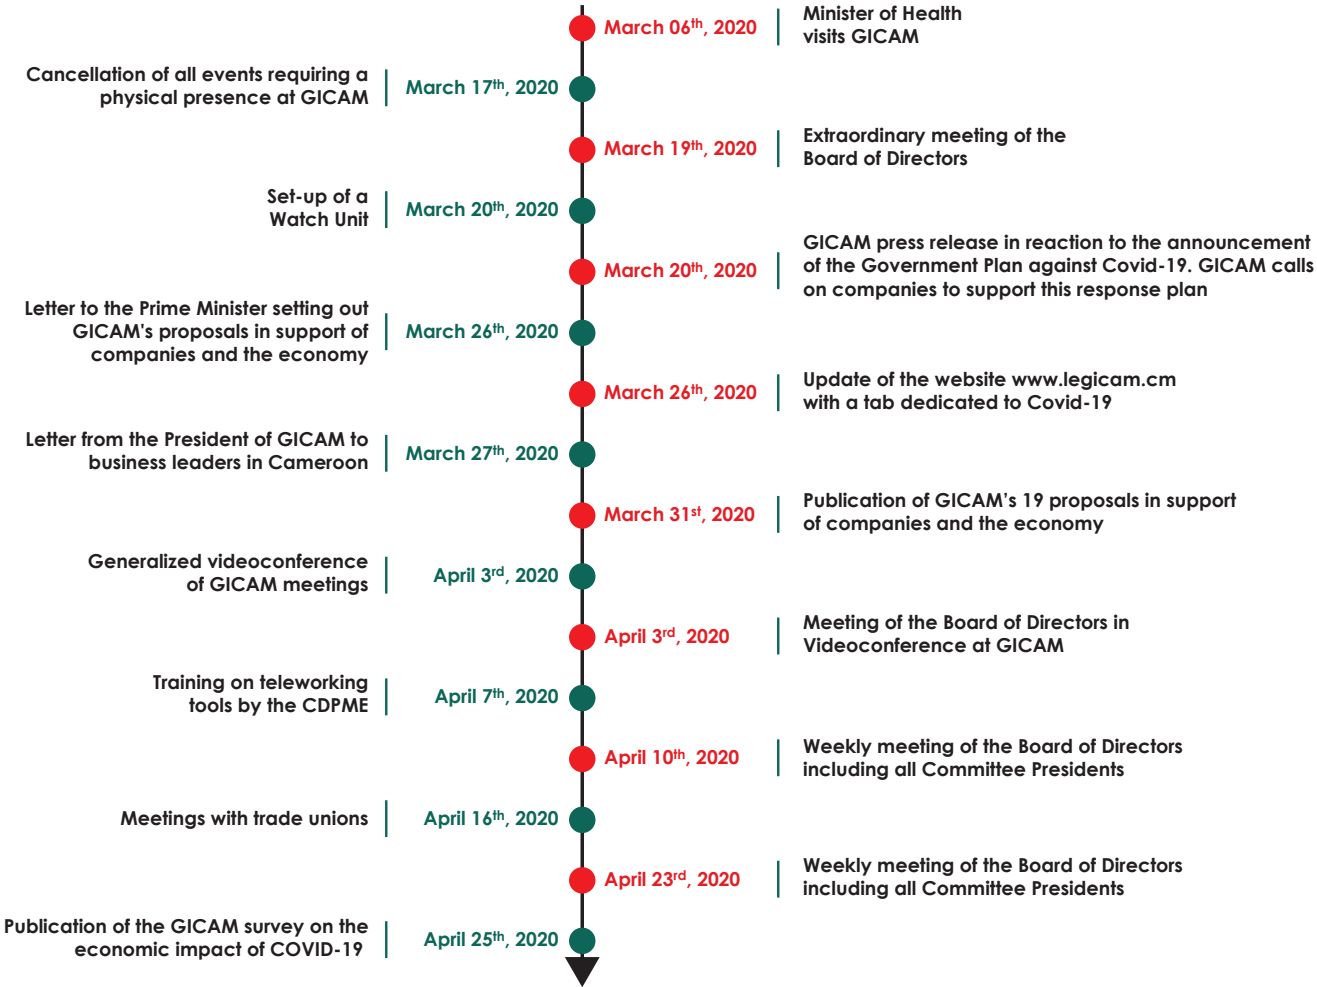 March 06th, 2020
Minister of Health
visits GICAM
Cancellation of all events requiring a
physical presence at GICAM
March 17th, 2020
March 19th, 2020
Extraordinary meeting of the
Board of Directors
Set-up of a
Watch Unit
March 20th, 2020
March 20th, 2020
GICAM press release in reaction to the announcement
of the Government Plan against Covid-19. GICAM calls
on companies to support this response plan
Letter to the Prime Minister setting out
GICAM's proposals in support of
companies and the economy
March 26th, 2020
March 26th, 2020
Update of the website www.legicam.cm
with a tab dedicated to Covid-19
Letter from the President of GICAM to
business leaders in Cameroon
March 27th, 2020
March 31st, 2020
Publication of GICAM’s 19 proposals in support
of companies and the economy
Generalized videoconference
of GICAM meetings
April 3rd, 2020
April 3rd, 2020
Meeting of the Board of Directors in
Videoconference at GICAM
Training on teleworking
tools by the CDPME
April 7th, 2020
April 10th, 2020
Weekly meeting of the Board of Directors
including all Committee Presidents
Meetings with trade unions
April 16th, 2020
April 23rd, 2020
Weekly meeting of the Board of Directors
including all Committee Presidents
Publication of the GICAM survey on the
economic impact of COVID-19
April 25th, 2020